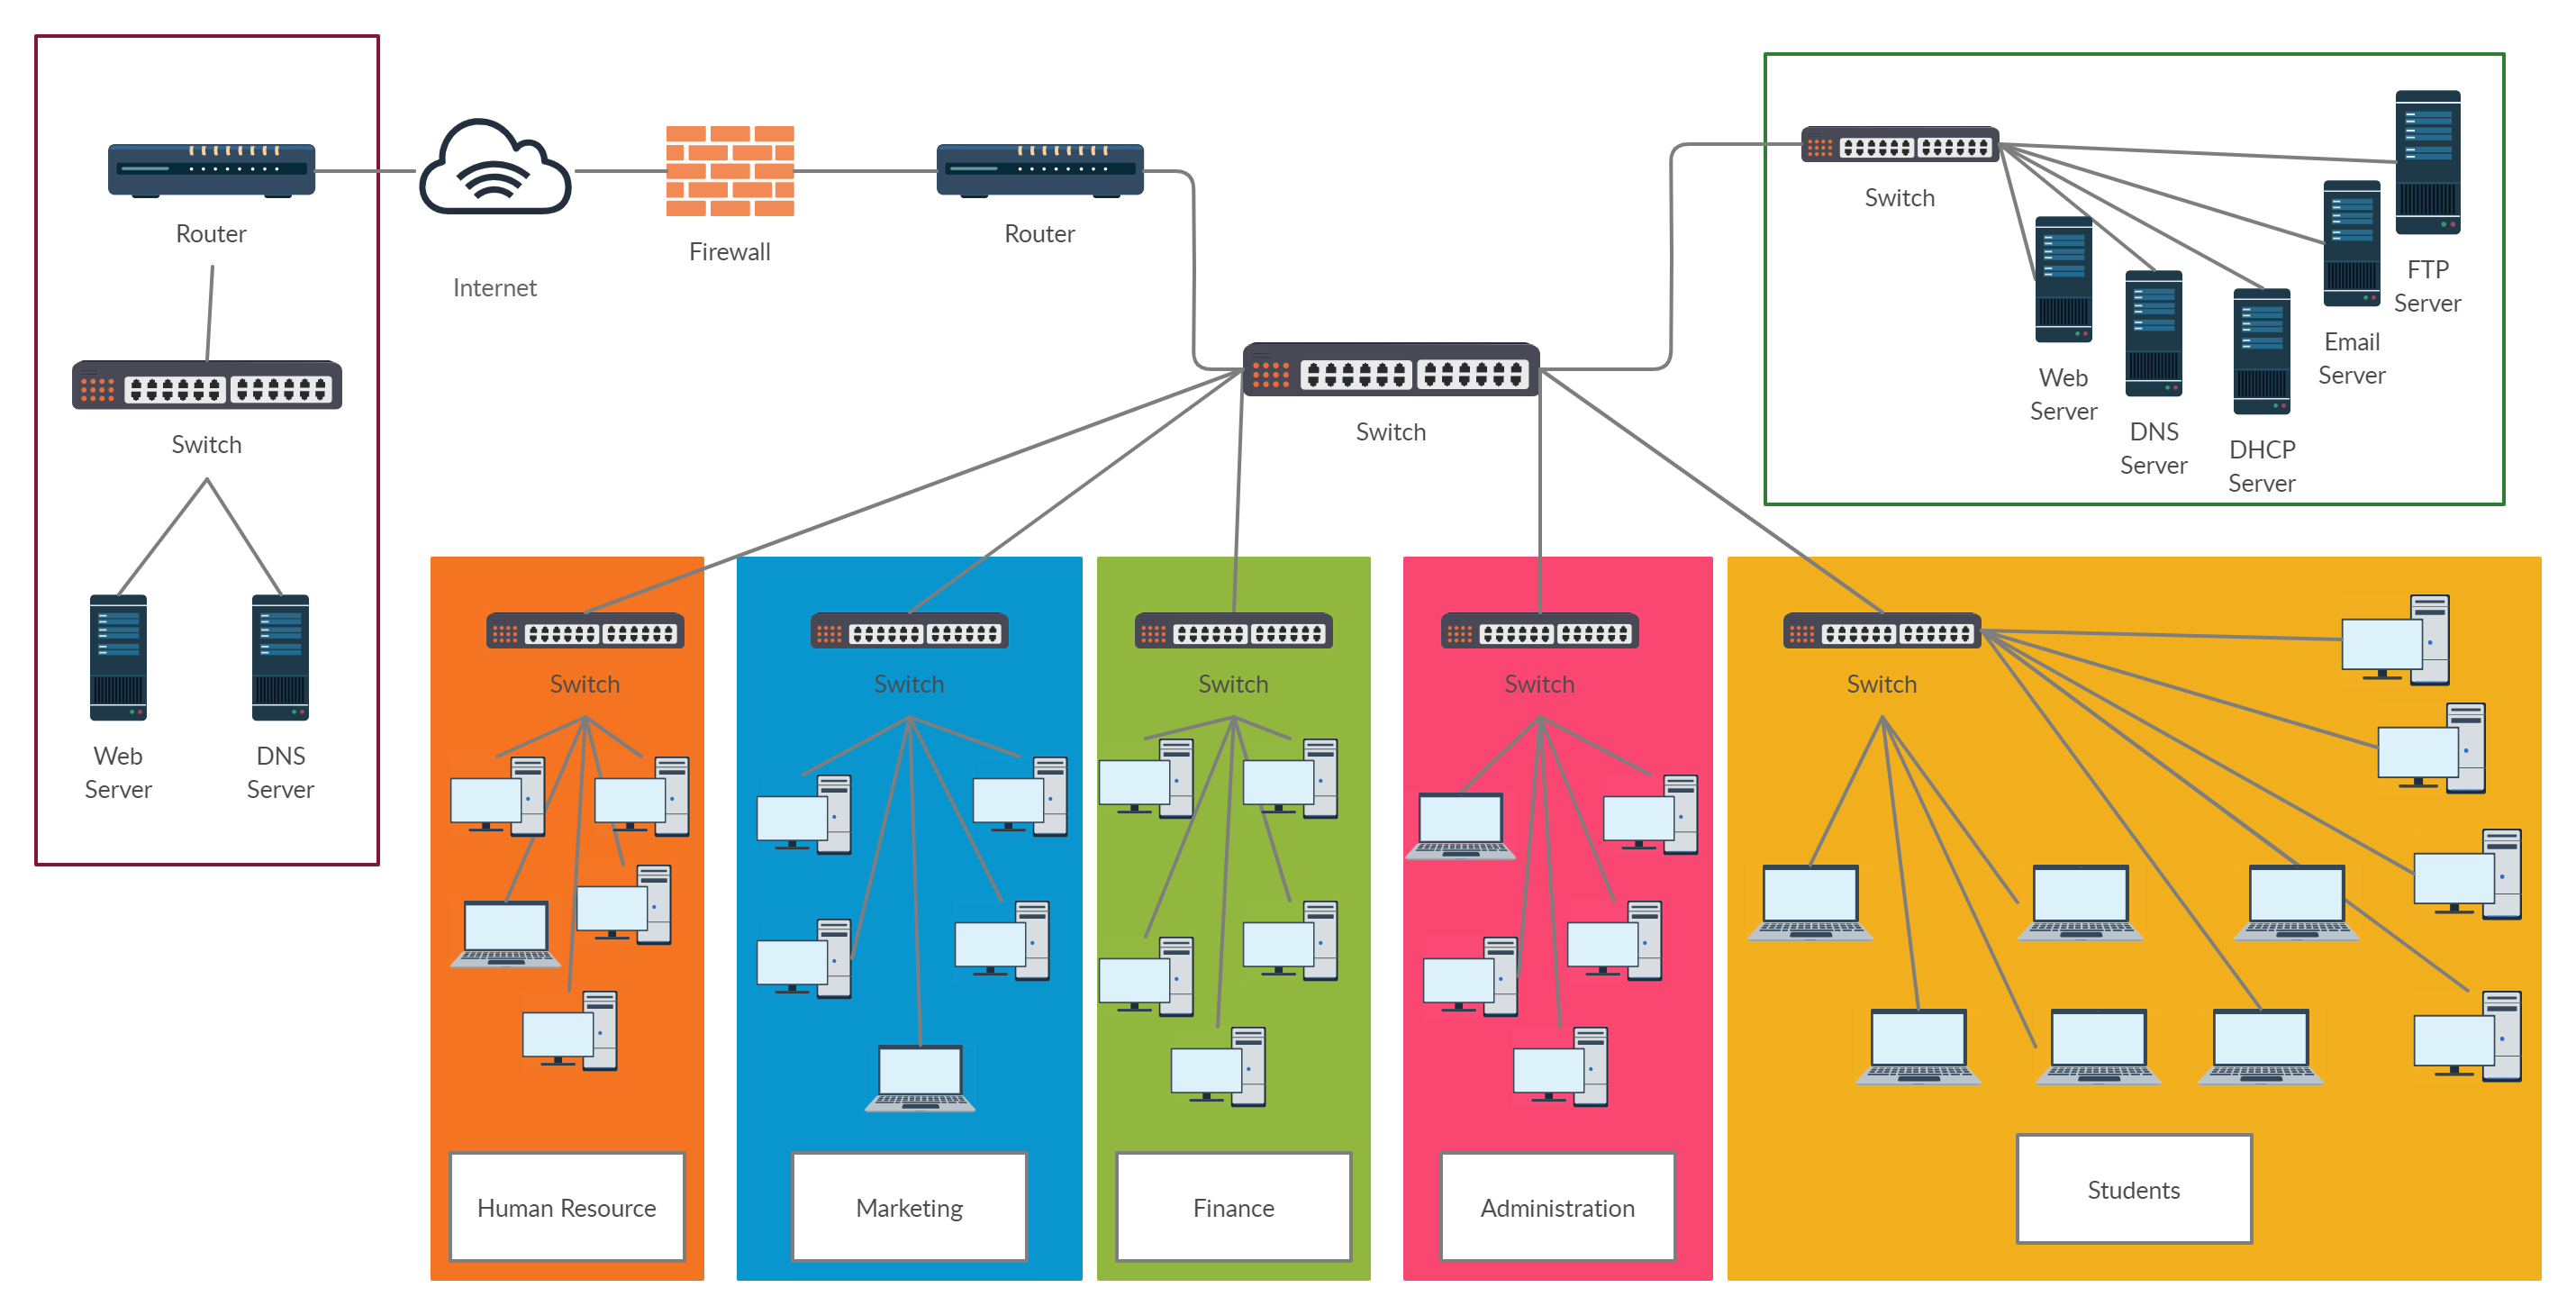 Router
Switch
Web
Server
DNS
Server
Internet
Firewall
Router
Switch
Switch
Web
Server
DNS
Server
DHCP
Server
Email
Server
FTP
Server
Switch
Human Resource
Switch
Marketing
Switch
Finance
Switch
Administration
Switch
Students